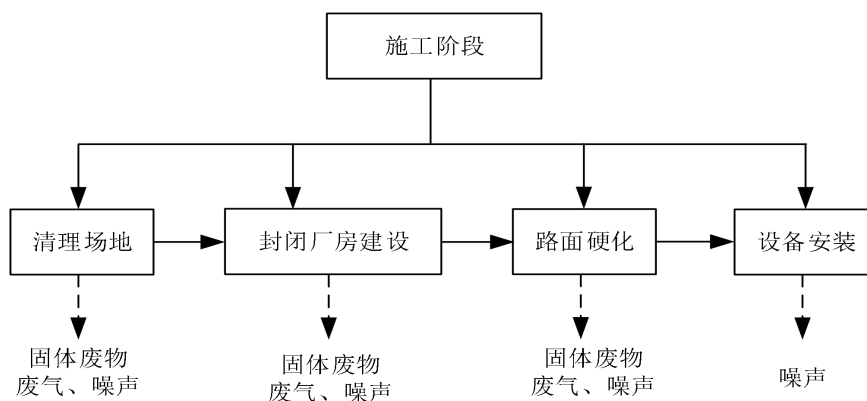 施工阶段
清理场地
封闭厂房建设
路面硬化
设备安装
固体废物
废气、噪声
固体废物
废气、噪声
固体废物
废气、噪声
噪声